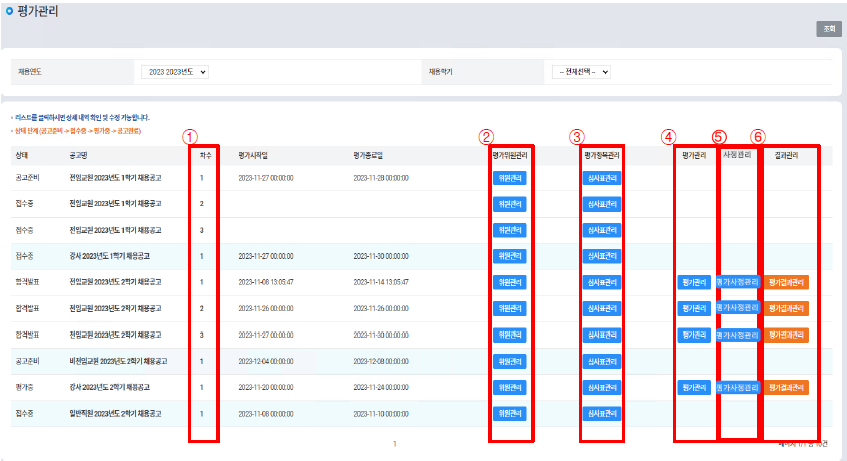 평가관리
조회
채용연도 2023 2023년도 채용학기 -- 전체선택 --
• 리스트를 클릭하시면 상세 내역 확인 및 수정 가능합니다.
• 상태 단계 (공고준비 -> 접수중 -> 평가중 -> 공고완료)
① ② ③ ④ ⑤ ⑥
상태 공고명 차수 평가시작일 평가종료일 평가위원관리 평가항목관리 평가관리 사정관리 결과관리
공고준비 전임교원 2023년도 1학기 채용공고 1 2023-11-27 00:00:00 2023-11-28 00:00:00 위원관리 심사표관리
접수중 전임교원 2023년도 1학기 채용공고 2 위원관리 심사표관리
접수중 전임교원 2023년도 1학기 채용공고 3 위원관리 심사표관리
접수중 강사 2023년도 1학기 채용공고 1 2023-11-27 00:00:00 2023-11-30 00:00:00 위원관리 심사표관리
합격발표 전임교원 2023년도 2학기 채용공고 1 2023-11-08 13:05:47 2023-11-14 13:05:47 위원관리 심사표관리 평가관리 평가사정관리 평가결과관리
합격발표 전임교원 2023년도 2학기 채용공고 2 2023-11-26 00:00:00 2023-11-26 00:00:00 위원관리 심사표관리 평가관리 평가사정관리 평가결과관리
합격발표 전임교원 2023년도 2학기 채용공고 3 2023-11-27 00:00:00 2023-11-30 00:00:00 위원관리 심사표관리 평가관리 평가사정관리 평가결과관리
공고준비 비전임교원 2023년도 2학기 채용공고 1 2023-12-04 00:00:00 2023-12-08 00:00:00 위원관리 심사표관리
평가중 강사 2023년도 2학기 채용공고 1 2023-11-20 00:00:00 2023-11-24 00:00:00 위원관리 심사표관리 평가관리 평가사정관리 평가결과관리
접수중 일반직원 2023년도 2학기 채용공고 1 2023-11-08 00:00:00 2023-11-10 00:00:00 위원관리 심사표관리
1 페이지 1/1 총 10건